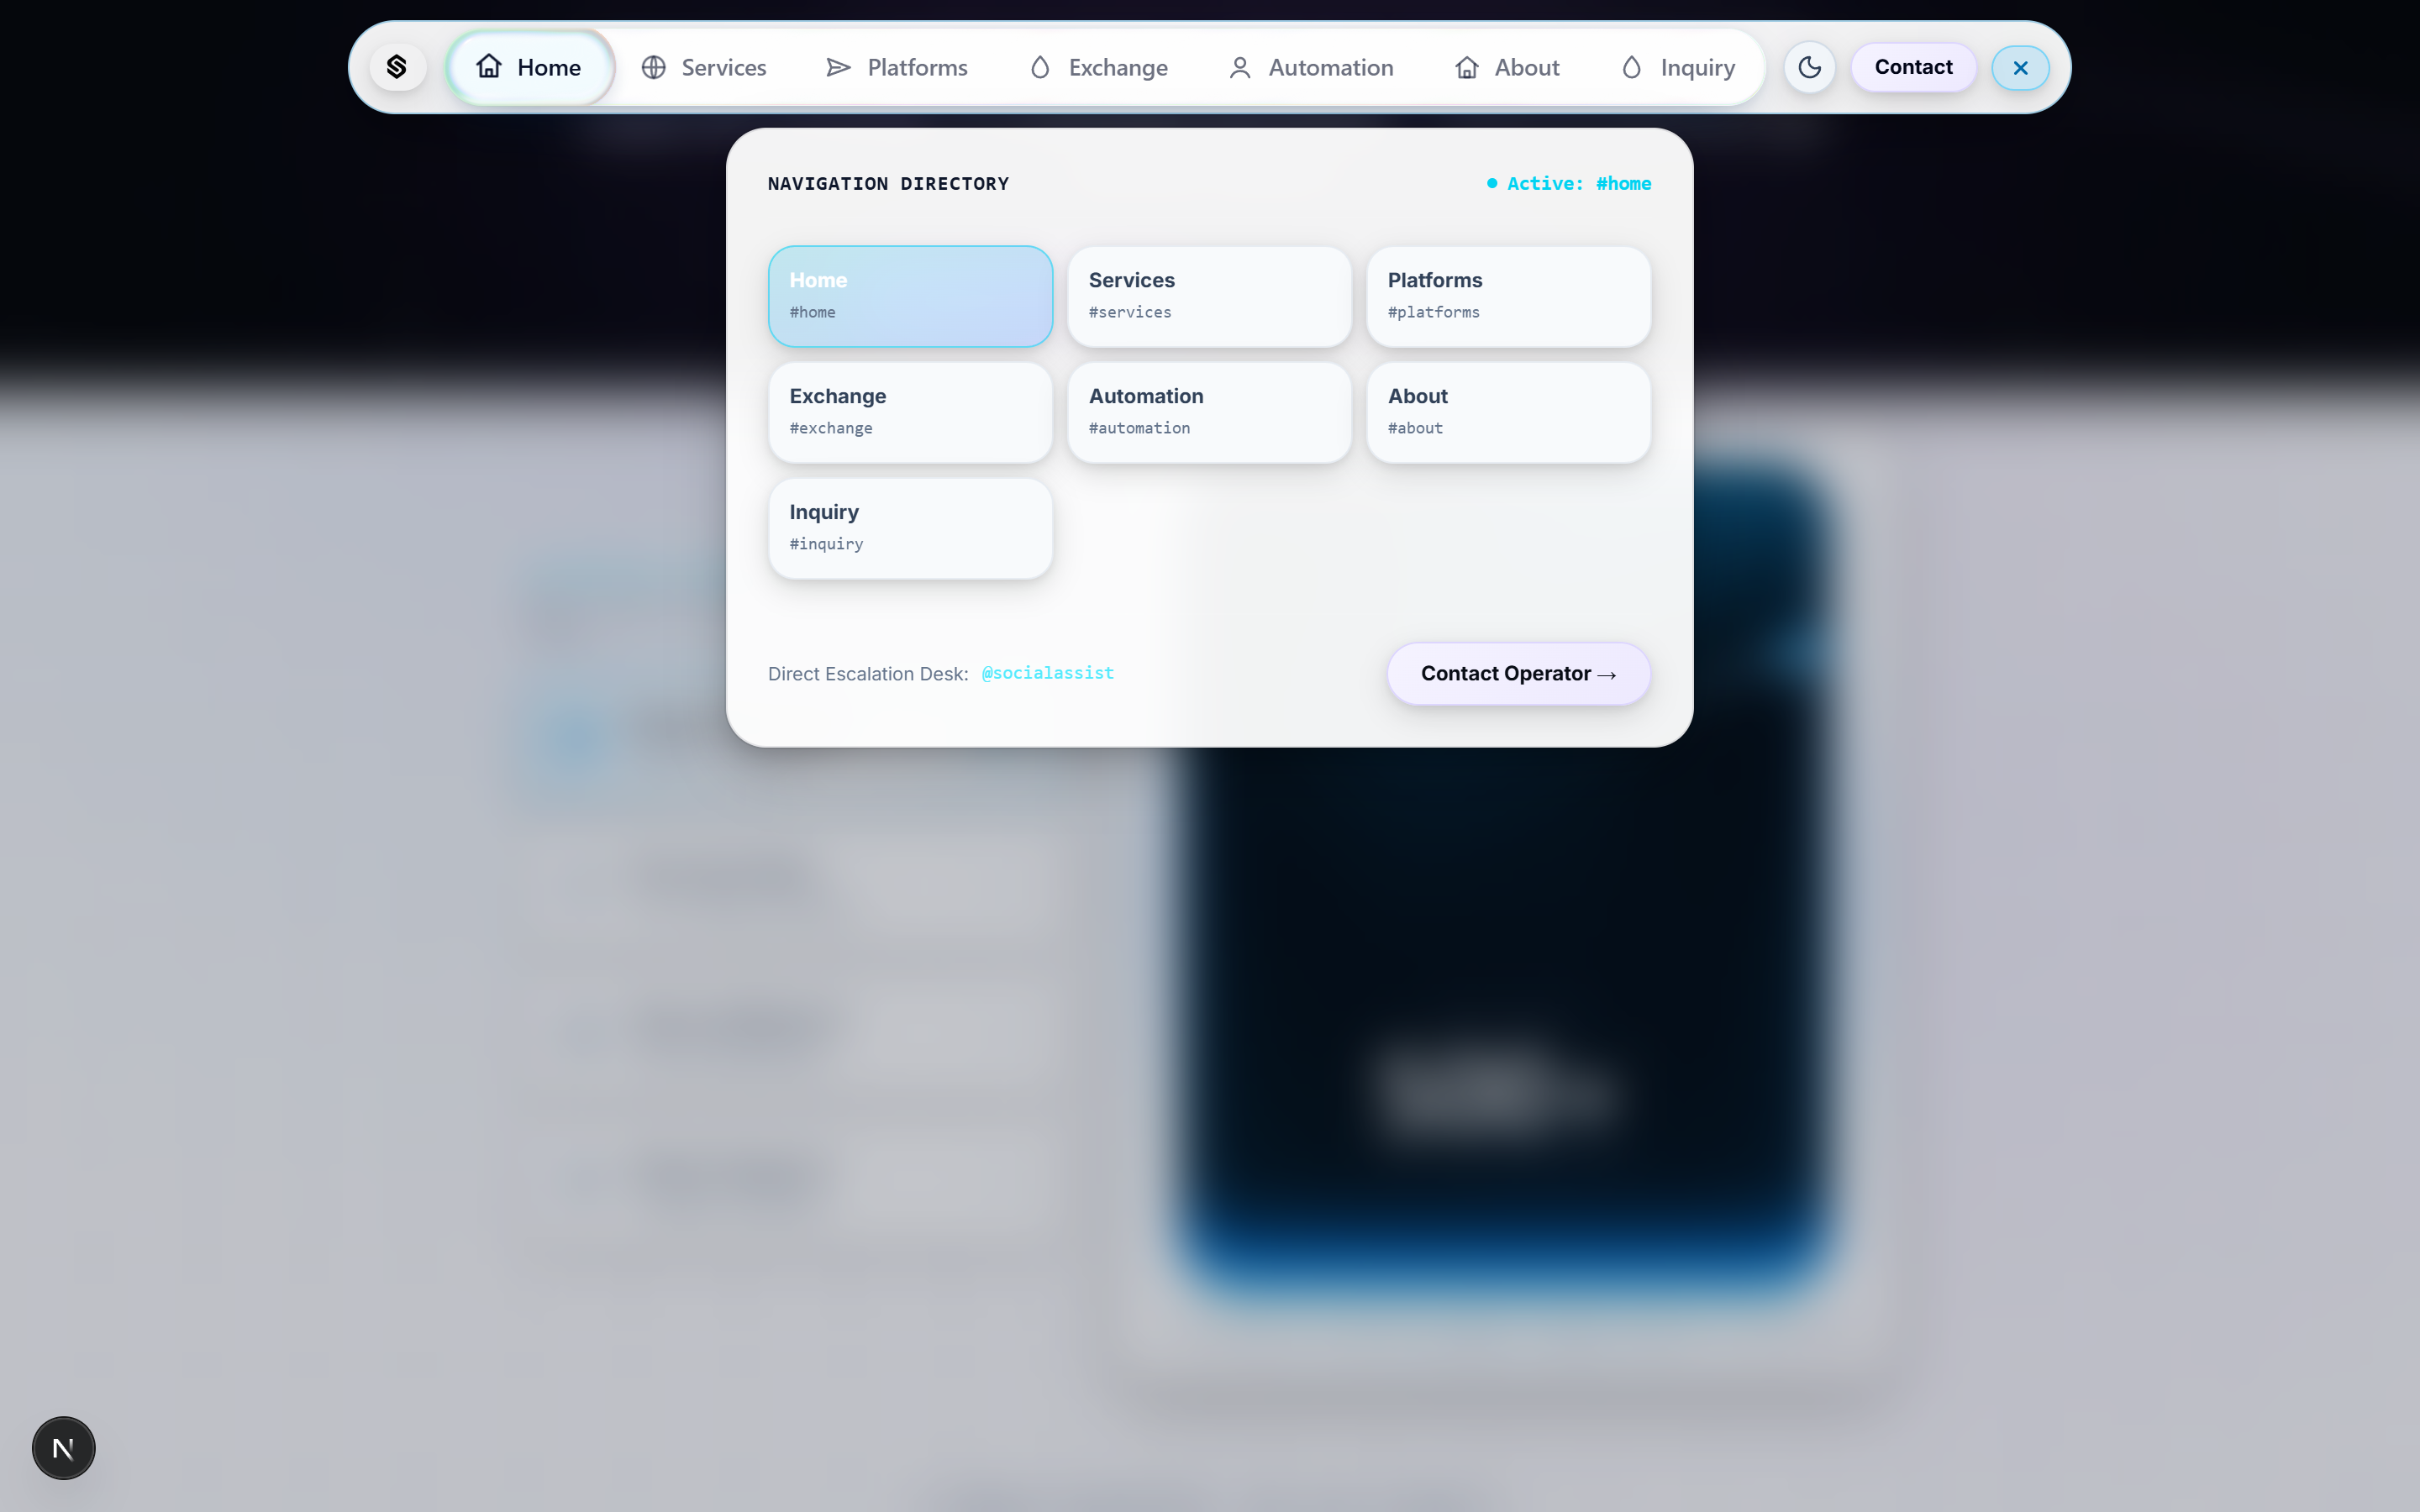 Home Services Platforms Exchange Automation About Inquiry Contact
NAVIGATION DIRECTORY
Active: #home
Home
#home
Services
#services
Platforms
#platforms
Exchange
#exchange
Automation
#automation
About
#about
Inquiry
#inquiry
Direct Escalation Desk: @socialassist
Contact Operator →
N